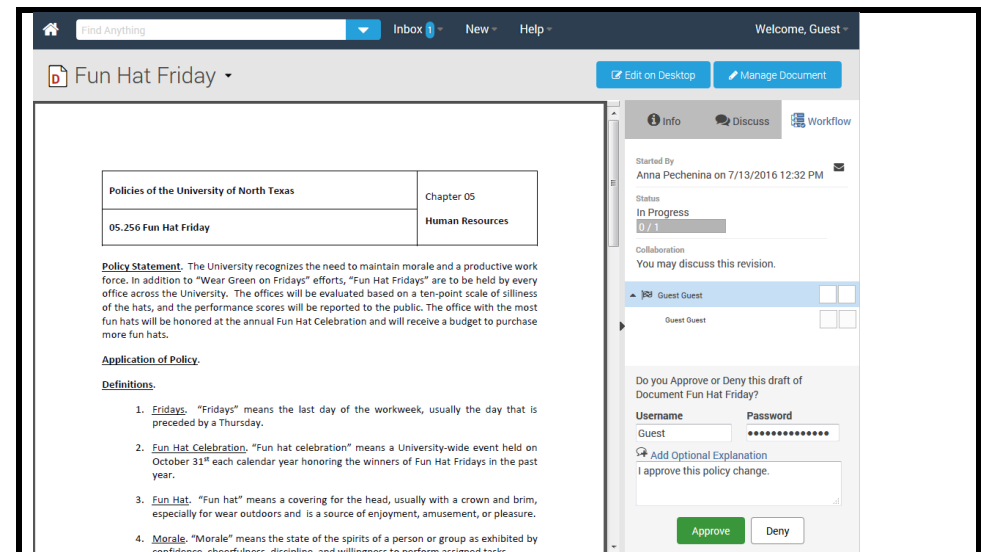 Find Anything
Inbox 1
New
Help
Welcome, Guest
D Fun Hat Friday
Edit on Desktop
Manage Document
Info
Discuss
Workflow
Started By
Anna Pechenina on 7/13/2016 12:32 PM
Status
In Progress
0 / 1
Collaboration
You may discuss this revision.
Guest Guest
Guest Guest
Do you Approve or Deny this draft of
Document Fun Hat Friday?
Username
Password
Guest
Add Optional Explanation
I approve this policy change.
Approve
Deny
Policies of the University of North Texas
Chapter 05
05.256 Fun Hat Friday
Human Resources
Policy Statement. The University recognizes the need to maintain morale and a productive work
force. In addition to "Wear Green on Fridays" efforts, "Fun Hat Fridays" are to be held by every
office across the University. The offices will be evaluated based on a ten-point scale of silliness
of the hats, and the performance scores will be reported to the public. The office with the most
fun hats will be honored at the annual Fun Hat Celebration and will receive a budget to purchase
more fun hats.
Application of Policy.
Definitions.
1. Fridays. "Fridays" means the last day of the workweek, usually the day that is
preceded by a Thursday.
2. Fun Hat Celebration. "Fun hat celebration" means a University-wide event held on
October 31st each calendar year honoring the winners of Fun Hat Fridays in the past
year.
3. Fun Hat. "Fun hat" means a covering for the head, usually with a crown and brim,
especially for wear outdoors and is a source of enjoyment, amusement, or pleasure.
4. Morale. "Morale" means the state of the spirits of a person or group as exhibited by
confidence, cheerfulness, discipline, and willingness to perform assigned tasks.